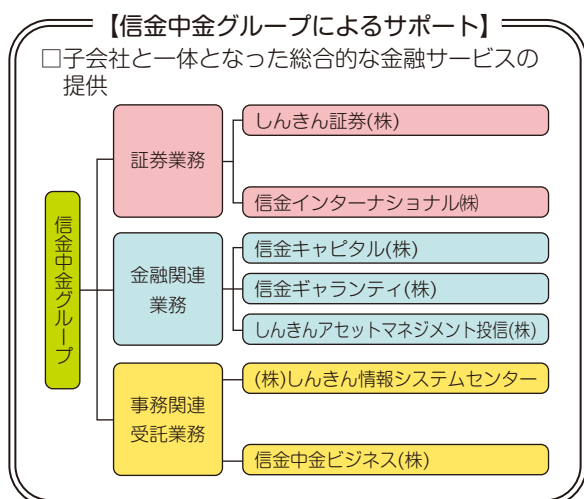 【信金中金グループによるサポート】
□子会社と一体となった総合的な金融サービスの
提供
信金中金グループ
証券業務
しんきん証券(株)
信金インターナショナル㈱
金融関連
業務
信金キャピタル(株)
信金ギャランティ(株)
しんきんアセットマネジメント投信(株)
事務関連
受託業務
(株)しんきん情報システムセンター
信金中金ビジネス(株)